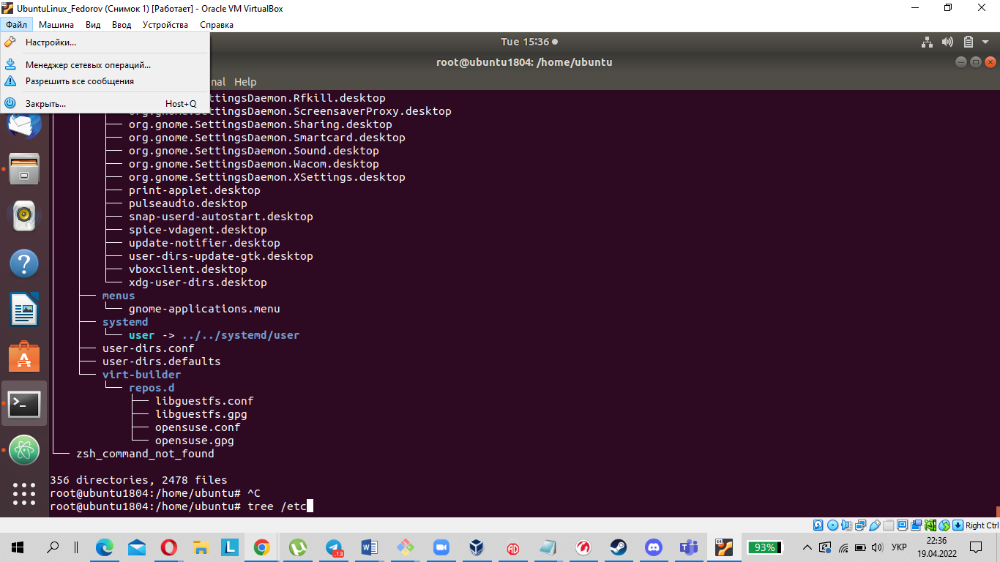 UbuntuLinux_Fedorov (Снимок 1) [Работает] - Oracle VM VirtualBox
Файл Машина Вид Ввод Устройства Справка
Настройки...
Менеджер сетевых операций...
Разрешить все сообщения
Закрыть... Host+Q
Tue 15:36
root@ubuntu1804: /home/ubuntu
Help
SettingsDaemon.Rfkill.desktop
org.gnome.SettingsDaemon.ScreensaverProxy.desktop
├── org.gnome.SettingsDaemon.Sharing.desktop
├── org.gnome.SettingsDaemon.Smartcard.desktop
├── org.gnome.SettingsDaemon.Sound.desktop
├── org.gnome.SettingsDaemon.Wacom.desktop
├── org.gnome.SettingsDaemon.XSettings.desktop
├── print-applet.desktop
├── pulseaudio.desktop
├── snap-userd-autostart.desktop
├── spice-vdagent.desktop
├── update-notifier.desktop
├── user-dirs-update-gtk.desktop
├── vboxclient.desktop
└── xdg-user-dirs.desktop
├── menus
└── gnome-applications.menu
├── systemd
└── user -> ../../systemd/user
├── user-dirs.conf
├── user-dirs.defaults
└── virt-builder
└── repos.d
├── libguestfs.conf
├── libguestfs.gpg
├── opensuse.conf
└── opensuse.gpg
└── zsh_command_not_found
356 directories, 2478 files
root@ubuntu1804:/home/ubuntu# ^C
root@ubuntu1804:/home/ubuntu# tree /etc
Right Ctrl
93% УКР 22:36
19.04.2022